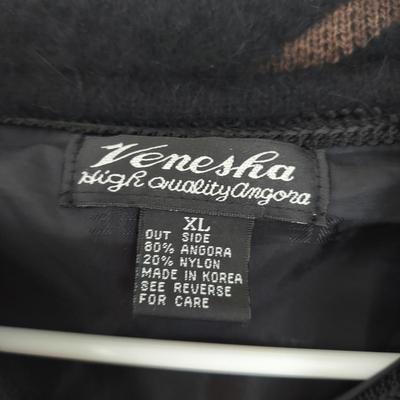 Venesha
High Quality Angora
XL
OUT SIDE
80% ANGORA
20% NYLON
MADE IN KOREA
SEE REVERSE
FOR CARE